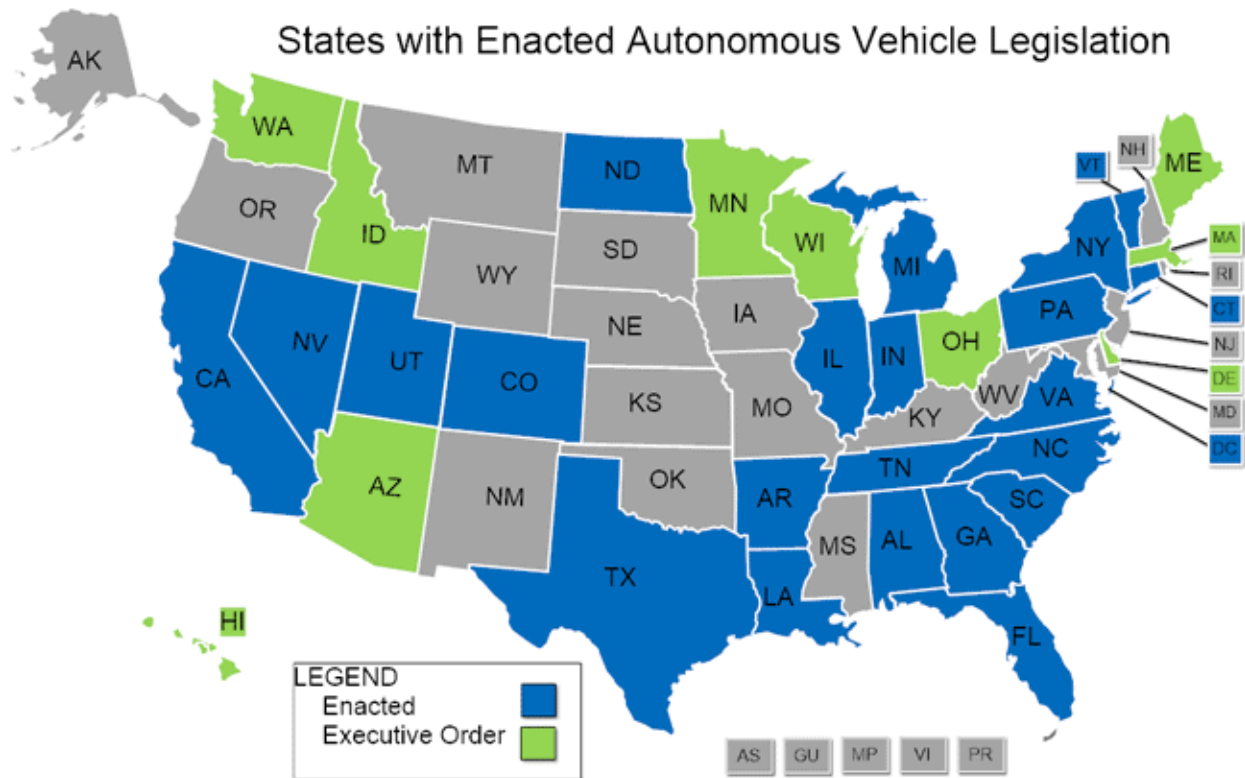 States with Enacted Autonomous Vehicle Legislation
AK
WA
MT
ND
MN
VT
NH
ME
OR
ID
WI
MA
SD
MI
NY
WY
RI
IA
PA
CT
NE
NV
UT
IL
IN
OH
NJ
CA
CO
DE
KS
MO
WV
VA
MD
KY
NC
DC
TN
AZ
NM
OK
AR
SC
MS
AL
GA
TX
LA
HI
FL
LEGEND
Enacted
Executive Order
AS
GU
MP
VI
PR